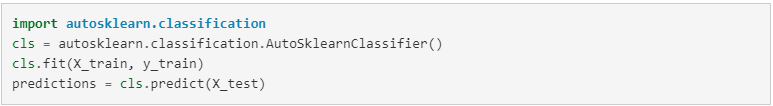 import autosklearn.classification
cls = autosklearn.classification.AutoSklearnClassifier()
cls.fit(X_train, y_train)
predictions = cls.predict(X_test)